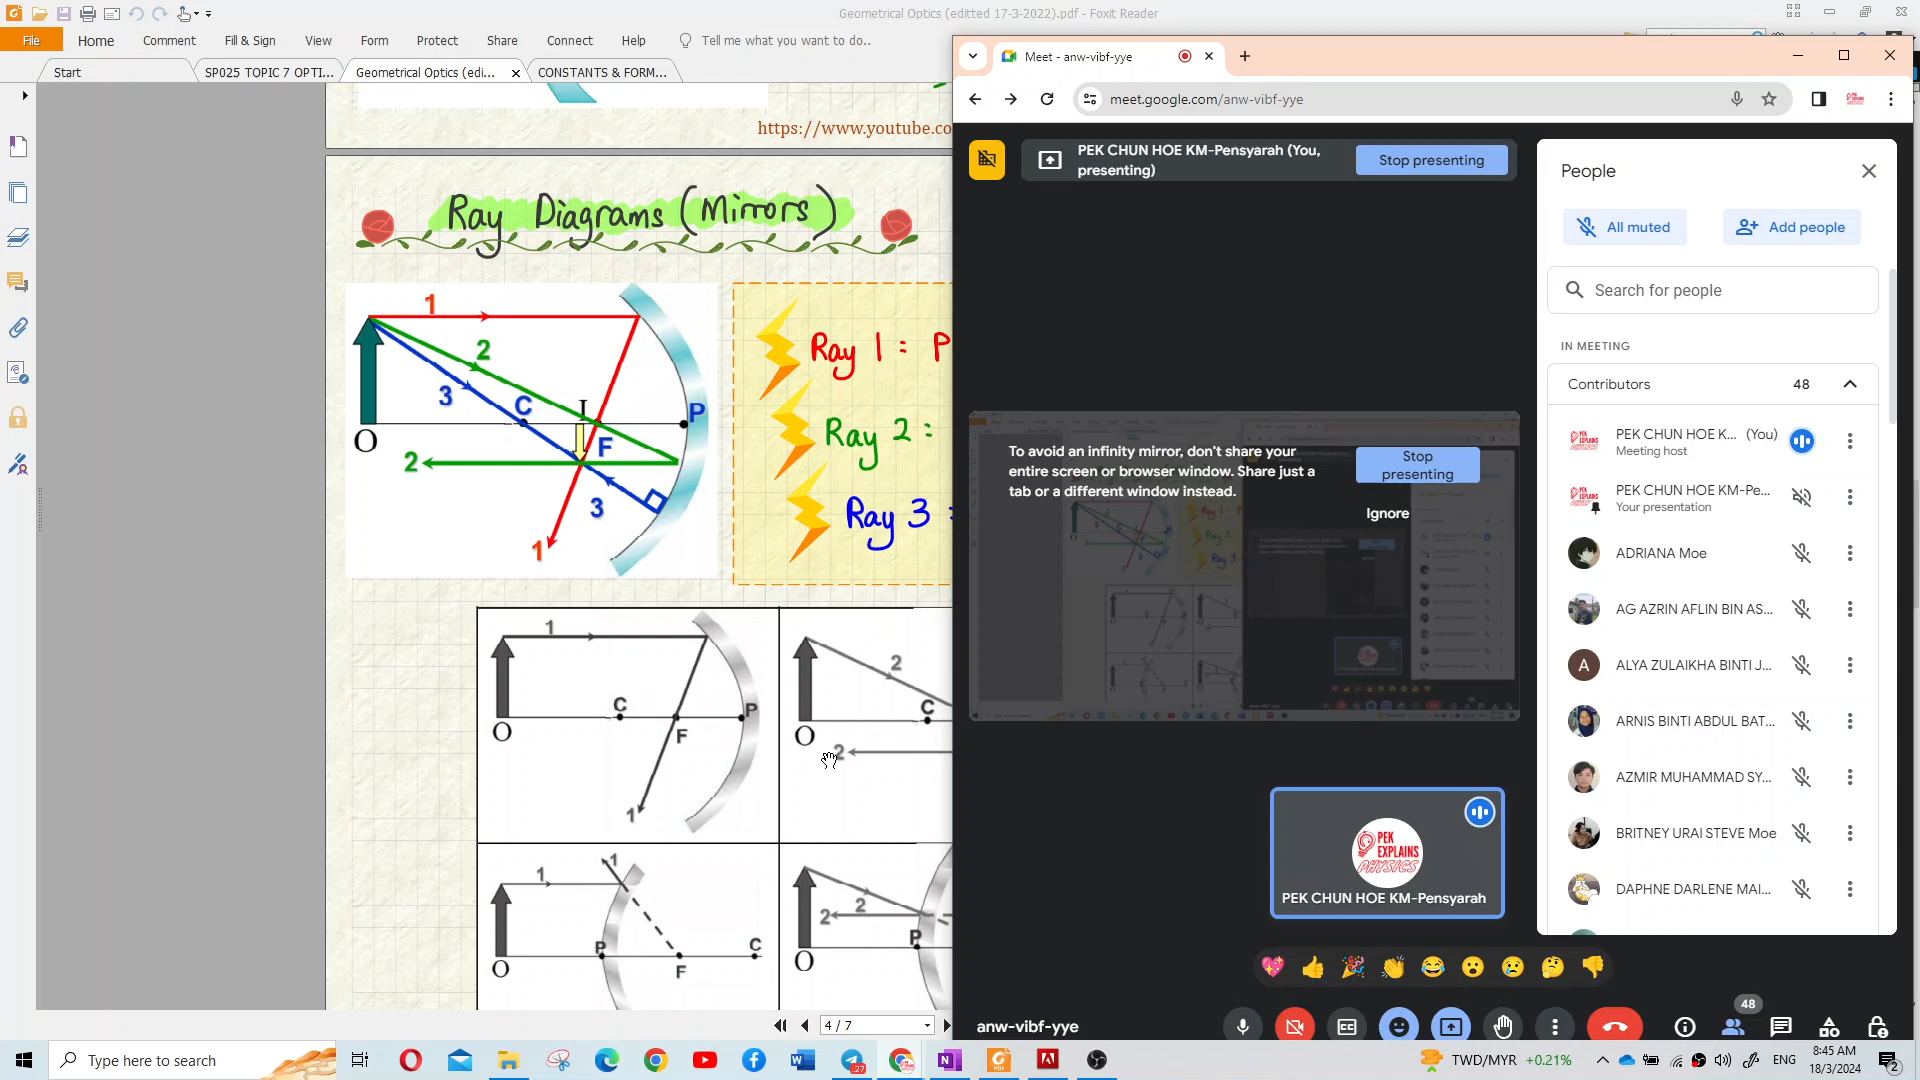 Geometrical Optics (editted 17-3-2022).pdf - Foxit Reader
File Home Comment Fill & Sign View Form Protect Share Connect Help Tell me what you want to do..
Start
SP025 TOPIC 7 OPTI...
Geometrical Optics (edi...
CONSTANTS & FORM...
https://www.youtube.co
Ray Diagrams (Mirrors)
1
2
3
C
I
P
O
F
2
3
1
Ray 1 : P
Ray 2 :
Ray 3 :
1
C
P
O
F
1
2
C
O
2
1
1
P
C
O
F
2
2
P
O
4 / 7
Meet - anw-vibf-yye
meet.google.com/anw-vibf-yye
PEK CHUN HOE KM-Pensyarah (You,
presenting)
Stop presenting
To avoid an infinity mirror, don't share your
entire screen or browser window. Share just a
tab or a different window instead.
Stop
presenting
Ignore
PEK
EXPLAINS
PHYSICS
PEK CHUN HOE KM-Pensyarah
anw-vibf-yye
People
All muted
Add people
Search for people
IN MEETING
Contributors 48
PEK CHUN HOE K... (You)
Meeting host
PEK CHUN HOE KM-Pe...
Your presentation
ADRIANA Moe
AG AZRIN AFLIN BIN AS...
A
ALYA ZULAIKHA BINTI J...
ARNIS BINTI ABDUL BAT...
AZMIR MUHAMMAD SY...
BRITNEY URAI STEVE Moe
DAPHNE DARLENE MAI...
48
Type here to search
27
TWD/MYR +0.21%
ENG
8:45 AM
18/3/2024
2